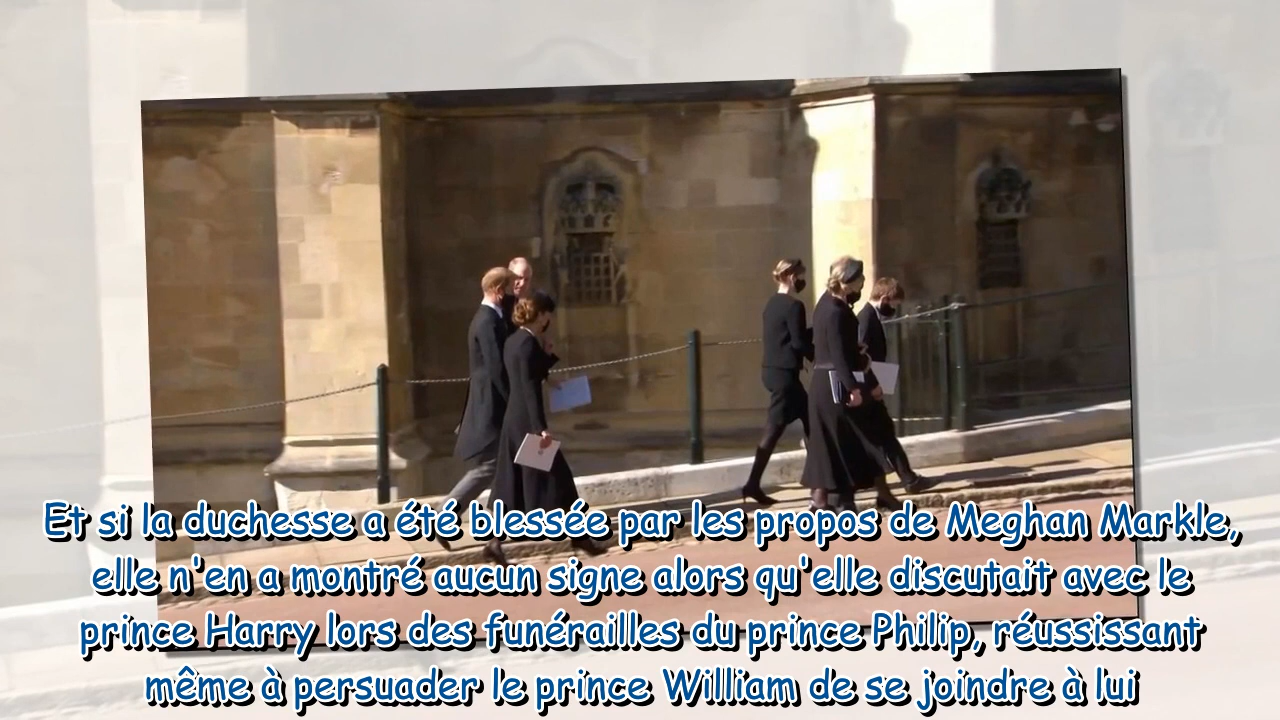 Et si la duchesse a été blessée par les propos de Meghan Markle,
elle n'en a montré aucun signe alors qu'elle discutait avec le
prince Harry lors des funérailles du prince Philip, réussissant
même à persuader le prince William de se joindre à lui